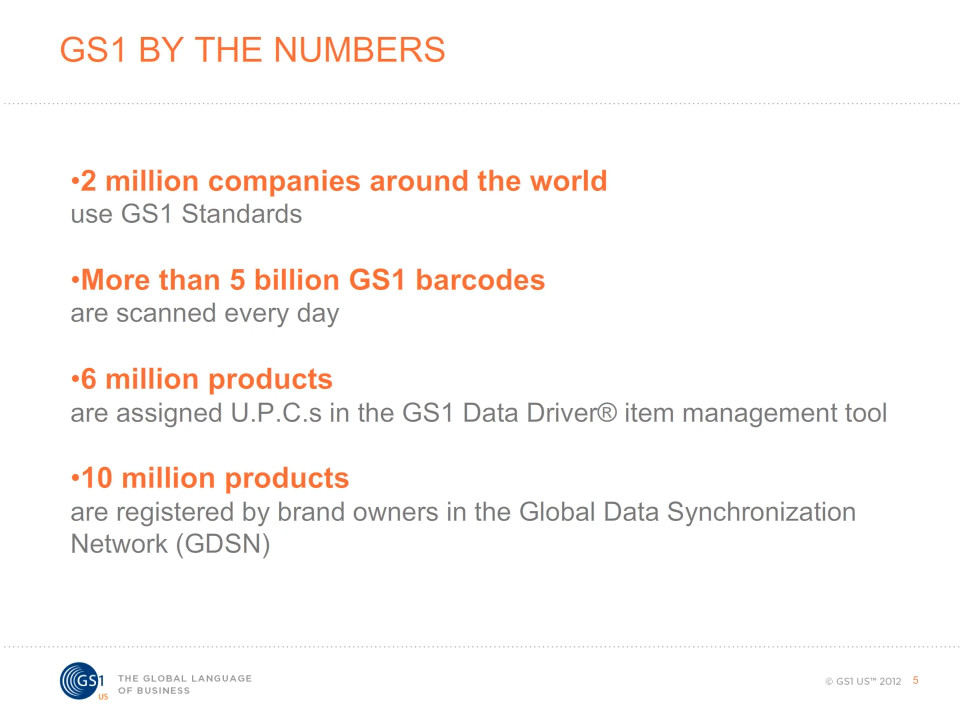 GS1 BY THE NUMBERS
•2 million companies around the world
use GS1 Standards
•More than 5 billion GS1 barcodes
are scanned every day
•6 million products
are assigned U.P.C.s in the GS1 Data Driver® item management tool
•10 million products
are registered by brand owners in the Global Data Synchronization
Network (GDSN)
GS1
US
THE GLOBAL LANGUAGE
OF BUSINESS
© GS1 US™ 2012 5